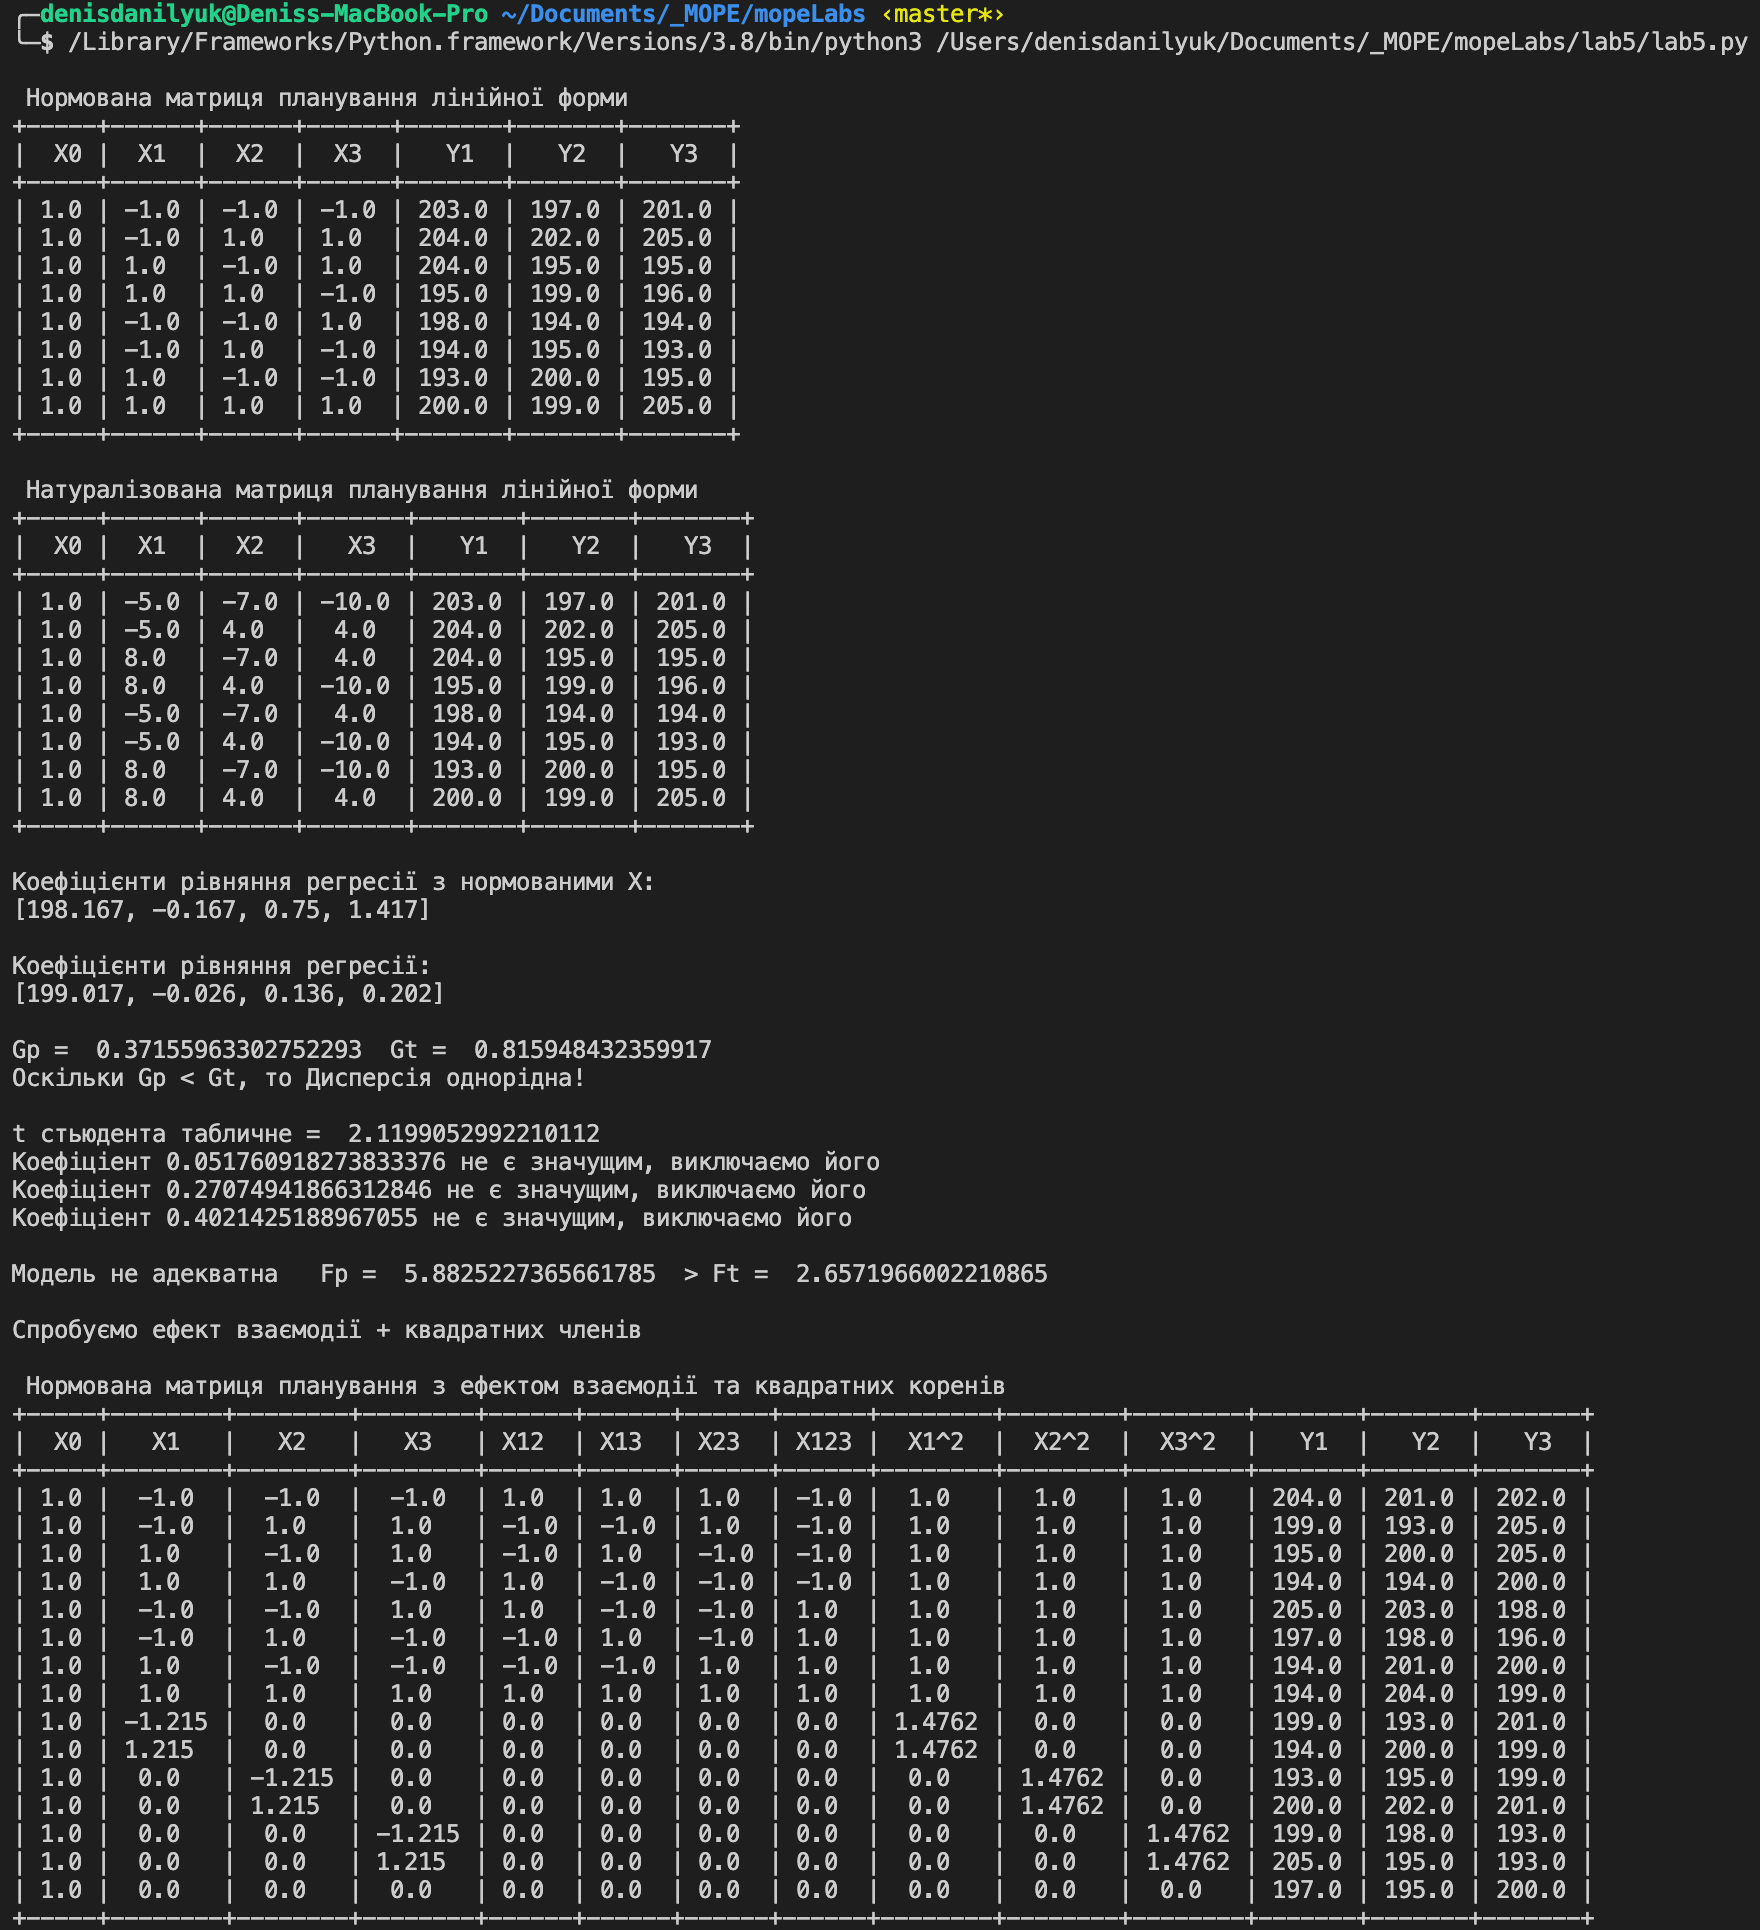 ╭─denisdanilyuk@Deniss-MacBook-Pro ~/Documents/_MOPE/mopeLabs ‹master*›
╰─$ /Library/Frameworks/Python.framework/Versions/3.8/bin/python3 /Users/denisdanilyuk/Documents/_MOPE/mopeLabs/lab5/lab5.py
Нормована матриця планування лінійної форми
+-----+------+------+------+-------+-------+-------+
|  X0 |  X1  |  X2  |  X3  |   Y1  |   Y2  |   Y3  |
+-----+------+------+------+-------+-------+-------+
| 1.0 | -1.0 | -1.0 | -1.0 | 203.0 | 197.0 | 201.0 |
| 1.0 | -1.0 | 1.0  | 1.0  | 204.0 | 202.0 | 205.0 |
| 1.0 | 1.0  | -1.0 | 1.0  | 204.0 | 195.0 | 195.0 |
| 1.0 | 1.0  | 1.0  | -1.0 | 195.0 | 199.0 | 196.0 |
| 1.0 | -1.0 | -1.0 | 1.0  | 198.0 | 194.0 | 194.0 |
| 1.0 | -1.0 | 1.0  | -1.0 | 194.0 | 195.0 | 193.0 |
| 1.0 | 1.0  | -1.0 | -1.0 | 193.0 | 200.0 | 195.0 |
| 1.0 | 1.0  | 1.0  | 1.0  | 200.0 | 199.0 | 205.0 |
+-----+------+------+------+-------+-------+-------+
Натуралізована матриця планування лінійної форми
+-----+------+------+-------+-------+-------+-------+
|  X0 |  X1  |  X2  |   X3  |   Y1  |   Y2  |   Y3  |
+-----+------+------+-------+-------+-------+-------+
| 1.0 | -5.0 | -7.0 | -10.0 | 203.0 | 197.0 | 201.0 |
| 1.0 | -5.0 | 4.0  |  4.0  | 204.0 | 202.0 | 205.0 |
| 1.0 | 8.0  | -7.0 |  4.0  | 204.0 | 195.0 | 195.0 |
| 1.0 | 8.0  | 4.0  | -10.0 | 195.0 | 199.0 | 196.0 |
| 1.0 | -5.0 | -7.0 |  4.0  | 198.0 | 194.0 | 194.0 |
| 1.0 | -5.0 | 4.0  | -10.0 | 194.0 | 195.0 | 193.0 |
| 1.0 | 8.0  | -7.0 | -10.0 | 193.0 | 200.0 | 195.0 |
| 1.0 | 8.0  | 4.0  |  4.0  | 200.0 | 199.0 | 205.0 |
+-----+------+------+-------+-------+-------+-------+
Коефіцієнти рівняння регресії з нормованими X:
[198.167, -0.167, 0.75, 1.417]
Коефіцієнти рівняння регресії:
[199.017, -0.026, 0.136, 0.202]
Gp =  0.37155963302752293  Gt =  0.815948432359917
Оскільки Gp < Gt, то Дисперсія однорідна!
t стьюдента табличне =  2.1199052992210112
Коефіціент 0.051760918273833376 не є значущим, виключаємо його
Коефіціент 0.27074941866312846 не є значущим, виключаємо його
Коефіціент 0.4021425188967055 не є значущим, виключаємо його
Модель не адекватна   Fp =  5.8825227365661785  > Ft =  2.6571966002210865
Спробуємо ефект взаємодії + квадратних членів
Нормована матриця планування з ефектом взаємодії та квадратних коренів
+-----+--------+--------+--------+------+------+------+------+--------+--------+--------+-------+-------+-------+
|  X0 |   X1   |   X2   |   X3   | X12  | X13  | X23  | X123 |  X1^2  |  X2^2  |  X3^2  |   Y1  |   Y2  |   Y3  |
+-----+--------+--------+--------+------+------+------+------+--------+--------+--------+-------+-------+-------+
| 1.0 |  -1.0  |  -1.0  |  -1.0  | 1.0  | 1.0  | 1.0  | -1.0 |  1.0   |  1.0   |  1.0   | 204.0 | 201.0 | 202.0 |
| 1.0 |  -1.0  |  1.0   |  1.0   | -1.0 | -1.0 | 1.0  | -1.0 |  1.0   |  1.0   |  1.0   | 199.0 | 193.0 | 205.0 |
| 1.0 |  1.0   |  -1.0  |  1.0   | -1.0 | 1.0  | -1.0 | -1.0 |  1.0   |  1.0   |  1.0   | 195.0 | 200.0 | 205.0 |
| 1.0 |  1.0   |  1.0   |  -1.0  | 1.0  | -1.0 | -1.0 | -1.0 |  1.0   |  1.0   |  1.0   | 194.0 | 194.0 | 200.0 |
| 1.0 |  -1.0  |  -1.0  |  1.0   | 1.0  | -1.0 | -1.0 | 1.0  |  1.0   |  1.0   |  1.0   | 205.0 | 203.0 | 198.0 |
| 1.0 |  -1.0  |  1.0   |  -1.0  | -1.0 | 1.0  | -1.0 | 1.0  |  1.0   |  1.0   |  1.0   | 197.0 | 198.0 | 196.0 |
| 1.0 |  1.0   |  -1.0  |  -1.0  | -1.0 | -1.0 | 1.0  | 1.0  |  1.0   |  1.0   |  1.0   | 194.0 | 201.0 | 200.0 |
| 1.0 |  1.0   |  1.0   |  1.0   | 1.0  | 1.0  | 1.0  | 1.0  |  1.0   |  1.0   |  1.0   | 194.0 | 204.0 | 199.0 |
| 1.0 | -1.215 |  0.0   |  0.0   | 0.0  | 0.0  | 0.0  | 0.0  | 1.4762 |  0.0   |  0.0   | 199.0 | 193.0 | 201.0 |
| 1.0 | 1.215  |  0.0   |  0.0   | 0.0  | 0.0  | 0.0  | 0.0  | 1.4762 |  0.0   |  0.0   | 194.0 | 200.0 | 199.0 |
| 1.0 |  0.0   | -1.215 |  0.0   | 0.0  | 0.0  | 0.0  | 0.0  |  0.0   | 1.4762 |  0.0   | 193.0 | 195.0 | 199.0 |
| 1.0 |  0.0   | 1.215  |  0.0   | 0.0  | 0.0  | 0.0  | 0.0  |  0.0   | 1.4762 |  0.0   | 200.0 | 202.0 | 201.0 |
| 1.0 |  0.0   |  0.0   | -1.215 | 0.0  | 0.0  | 0.0  | 0.0  |  0.0   |  0.0   | 1.4762 | 199.0 | 198.0 | 193.0 |
| 1.0 |  0.0   |  0.0   | 1.215  | 0.0  | 0.0  | 0.0  | 0.0  |  0.0   |  0.0   | 1.4762 | 205.0 | 195.0 | 193.0 |
| 1.0 |  0.0   |  0.0   |  0.0   | 0.0  | 0.0  | 0.0  | 0.0  |  0.0   |  0.0   |  0.0   | 197.0 | 195.0 | 200.0 |
+-----+--------+--------+--------+------+------+------+------+--------+--------+--------+-------+-------+-------+